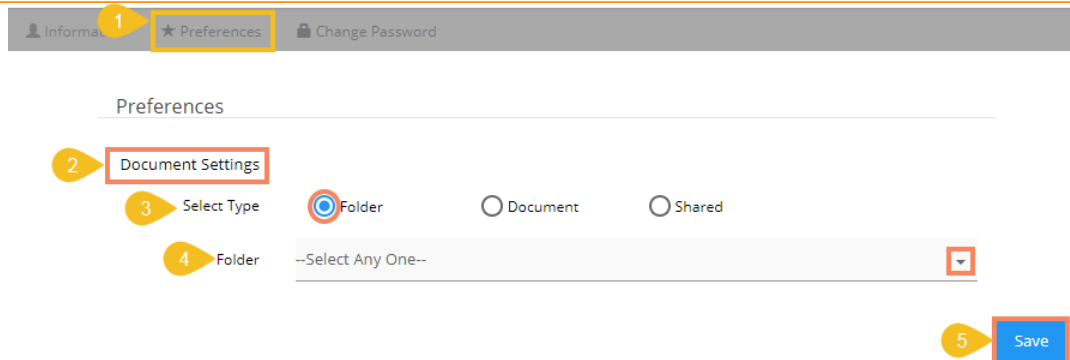 1
Informat Preferences Change Password
Preferences
2 Document Settings
3 Select Type Folder Document Shared
4 Folder --Select Any One--
5 Save